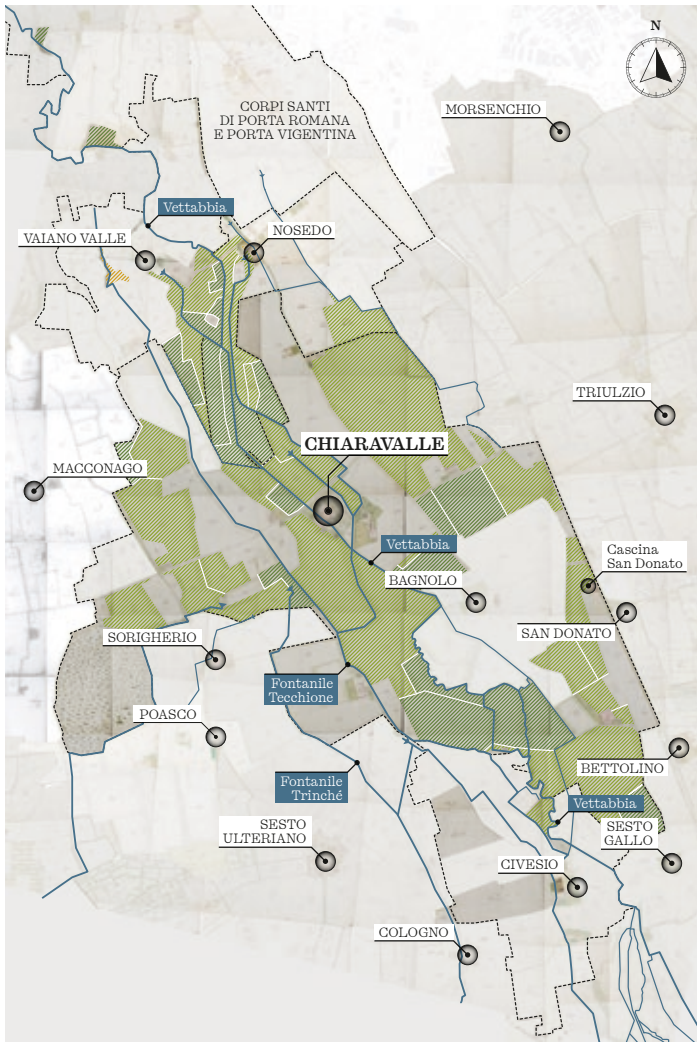 N
CORPI SANTI
DI PORTA ROMANA
E PORTA VIGENTINA
MORSENCHIO
Vettabbia
NOSEDO
VAIANO VALLE
TRIULZIO
CHIARAVALLE
MACCONAGO
Vettabbia
Cascina
San Donato
BAGNOLO
SAN DONATO
SORIGHERIO
Fontanile
Tecchione
POASCO
BETTOLINO
Fontanile
Trinché
Vettabbia
SESTO
ULTERIANO
SESTO
GALLO
CIVESIO
COLOGNO